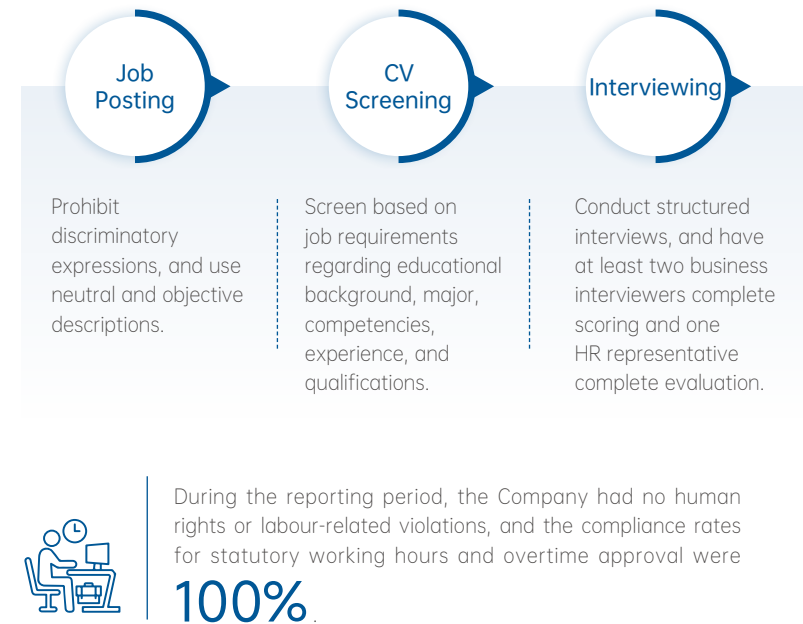 Job
Posting
CV
Screening
Interviewing
Prohibit
discriminatory
expressions, and use
neutral and objective
descriptions.
Screen based on
job requirements
regarding educational
background, major,
competencies,
experience, and
qualifications.
Conduct structured
interviews, and have
at least two business
interviewers complete
scoring and one
HR representative
complete evaluation.
During the reporting period, the Company had no human
rights or labour-related violations, and the compliance rates
for statutory working hours and overtime approval were
100%.